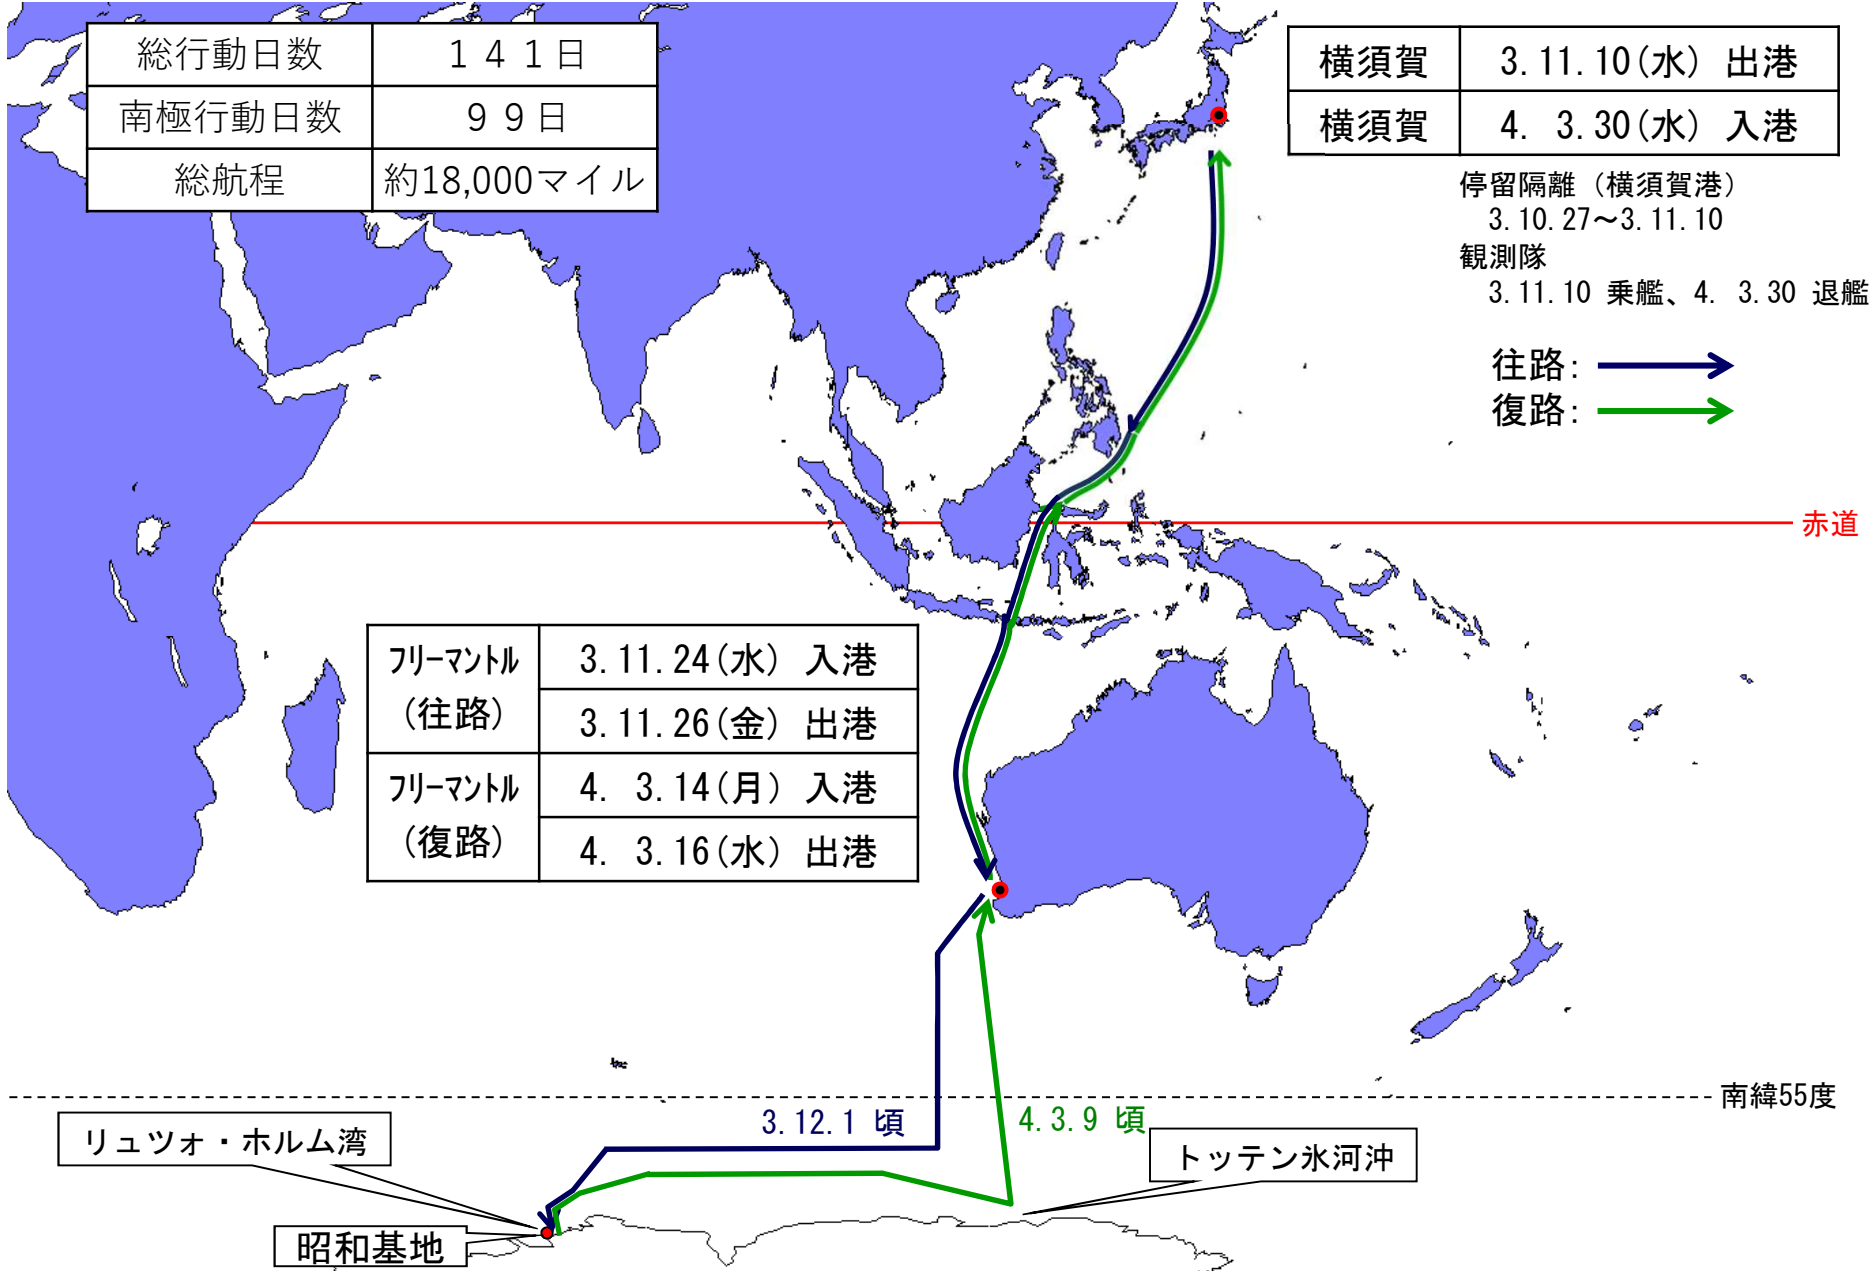 総行動日数 １４１日
南極行動日数 ９９日
総航程 約18,000マイル
横須賀 3.11.10(水) 出港
横須賀 4. 3.30(水) 入港
停留隔離（横須賀港）
3.10.27～3.11.10
観測隊
3.11.10 乗艦、4. 3.30 退艦
往路：
復路：
赤道
フリーマントル
(往路)
3.11.24(水) 入港
3.11.26(金) 出港
フリーマントル
(復路)
4. 3.14(月) 入港
4. 3.16(水) 出港
南緯55度
3.12.1 頃
4.3.9 頃
リュツォ・ホルム湾
トッテン氷河沖
昭和基地